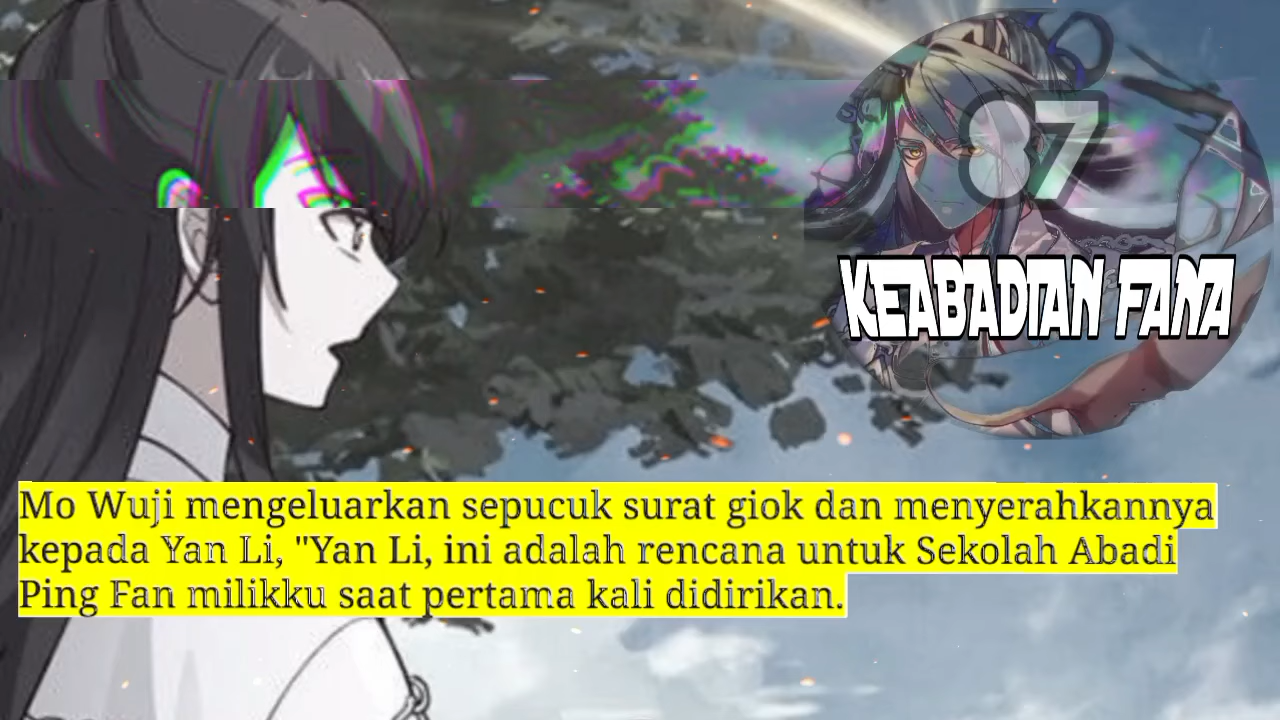 87
KEABADIAN FANA
Mo Wuji mengeluarkan sepucuk surat giok dan menyerahkannya
kepada Yan Li, "Yan Li, ini adalah rencana untuk Sekolah Abadi
Ping Fan milikku saat pertama kali didirikan.